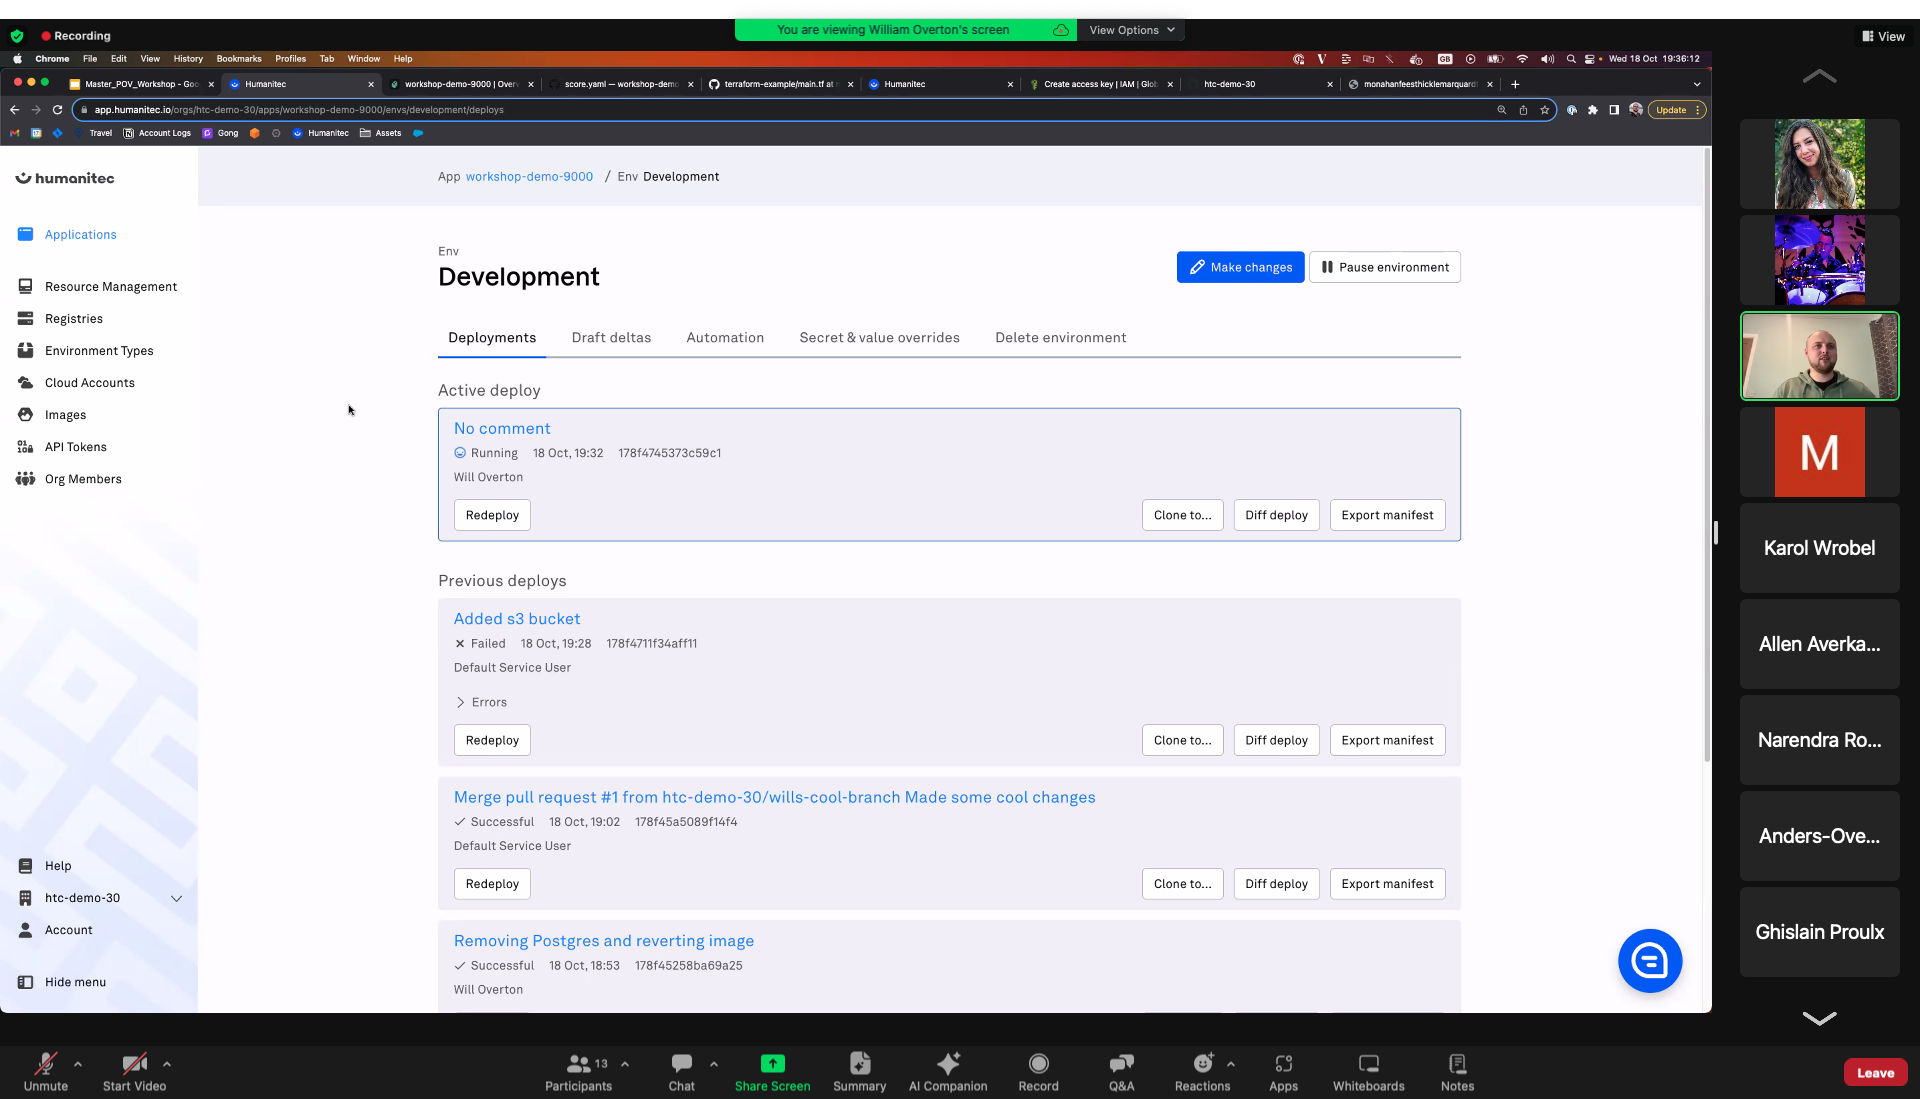 You are viewing William Overton's screen
View Options
Recording
View
Chrome File Edit View History Bookmarks Profiles Tab Window Help
GB
Wed 18 Oct 19:36:12
Master_POV_Workshop - Goo
Humanitec
workshop-demo-9000 | Over
score.yaml — workshop-demo
terraform-example/main.tf at
Humanitec
Create access key | IAM | Glob
htc-demo-30
monahanfeesthicklemarquard
app.humanitec.io/orgs/htc-demo-30/apps/workshop-demo-9000/envs/development/deploys
Update
Travel
Account Logs
Gong
Humanitec
Assets
humanitec
App workshop-demo-9000 / Env Development
Applications
Resource Management
Registries
Environment Types
Cloud Accounts
Images
API Tokens
Org Members
Help
htc-demo-30
Account
Hide menu
Env
Development
Make changes
Pause environment
Deployments
Draft deltas
Automation
Secret & value overrides
Delete environment
Active deploy
No comment
Running 18 Oct, 19:32 178f4745373c59c1
Will Overton
Redeploy
Clone to...
Diff deploy
Export manifest
Previous deploys
Added s3 bucket
Failed 18 Oct, 19:28 178f4711f34aff11
Default Service User
Errors
Redeploy
Clone to...
Diff deploy
Export manifest
Merge pull request #1 from htc-demo-30/wills-cool-branch Made some cool changes
Successful 18 Oct, 19:02 178f45a5089f14f4
Default Service User
Redeploy
Clone to...
Diff deploy
Export manifest
Removing Postgres and reverting image
Successful 18 Oct, 18:53 178f45258ba69a25
Will Overton
M
Karol Wrobel
Allen Averka...
Narendra Ro...
Anders-Ove...
Ghislain Proulx
Unmute
Start Video
13
Participants
Chat
Share Screen
Summary
AI Companion
Record
Q&A
Reactions
Apps
Whiteboards
Notes
Leave